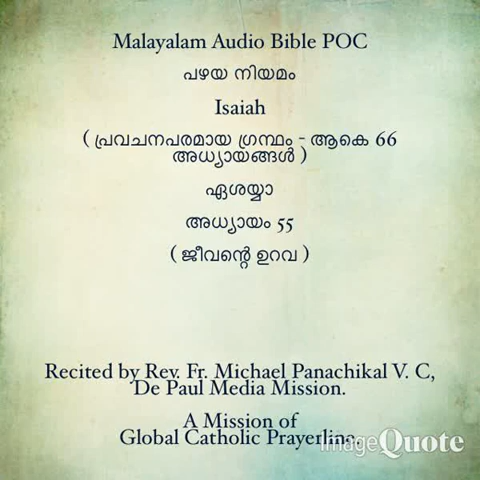 Malayalam Audio Bible POC
പഴയ നിയമം
Isaiah
( പ്രവചനപരമായ ഗ്രന്ഥം - ആകെ 66
അധ്യായങ്ങൾ )
ഏശയ്യാ
അധ്യായം 55
( ജീവന്റെ ഉറവ )
Recited by Rev. Fr. Michael Panachikal V. C,
De Paul Media Mission.
A Mission of
Global Catholic Prayerline.
ImageQuote